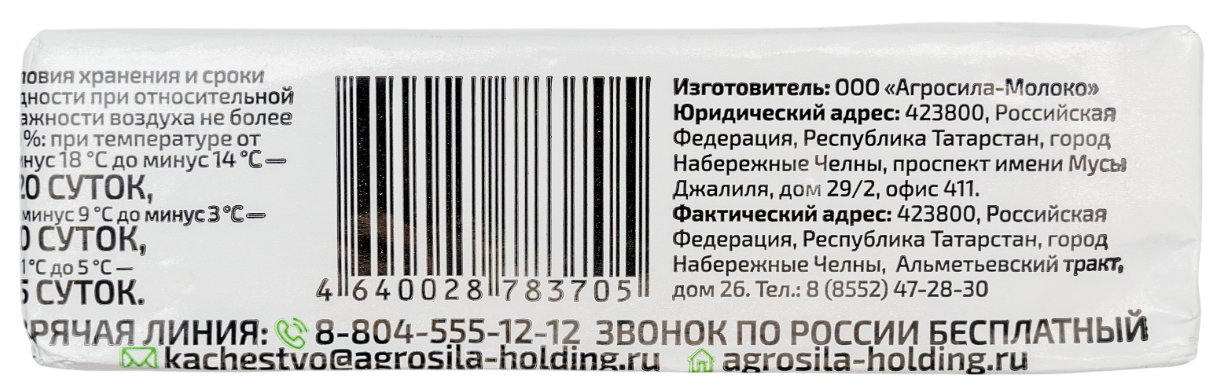 ловия хранения и сроки
дности при относительной
ажности воздуха не более
%: при температуре от
инус 18 °С до минус 14 °С—
20 СУТОК,
минус 9 °С до минус 3 °С—
0 СУТОК,
1 °С до 5 °С —
5 СУТОК.
4 640028 783705
Изготовитель: ООО «Агросила-Молоко»
Юридический адрес: 423800, Российская
Федерация, Республика Татарстан, город
Набережные Челны, проспект имени Мусы
Джалиля, дом 29/2, офис 411.
Фактический адрес: 423800, Российская
Федерация, Республика Татарстан, город
Набережные Челны, Альметьевский тракт,
дом 26. Тел.: 8 (8552) 47-28-30
РЯЧАЯ ЛИНИЯ: 8-804-555-12-12 ЗВОНОК ПО РОССИИ БЕСПЛАТНЫЙ
kachestvo@agrosila-holding.ru agrosila-holding.ru